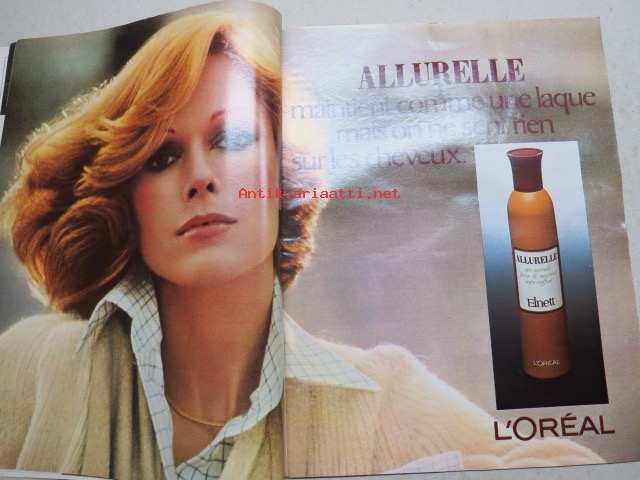 ALLURELLE
maintient comme une laque
mais on ne sent rien
sur les cheveux.
Antikvariaatti.net
ALLURELLE
Elnett
L'ORÉAL
L'ORÉAL